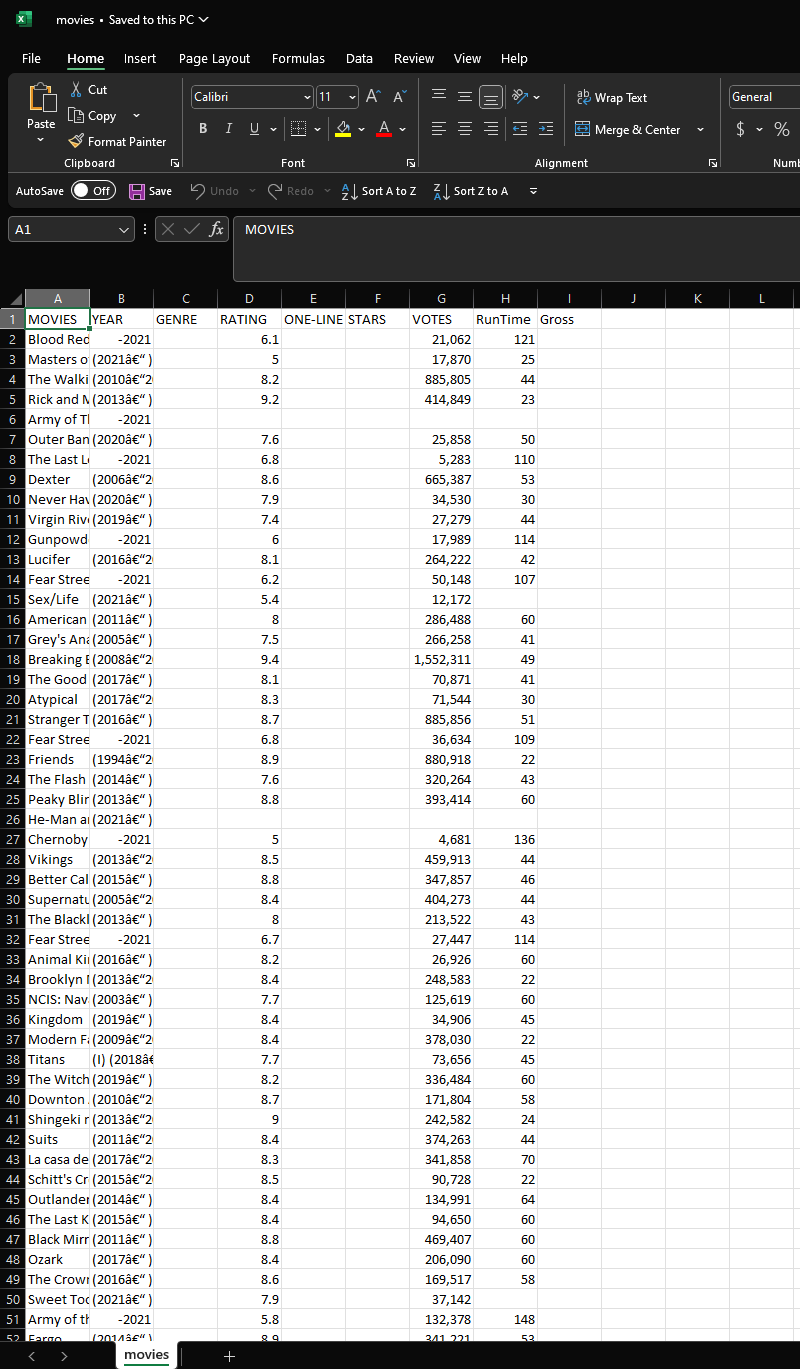 movies • Saved to this PC
File Home Insert Page Layout Formulas Data Review View Help
Paste Cut Copy Format Painter Clipboard
Calibri 11 B I U A Font
ab Wrap Text Merge & Center Alignment
General $ % Numb
AutoSave Off Save Undo Redo Sort A to Z Sort Z to A
A1 fx MOVIES
A B C D E F G H I J K L
1 MOVIES YEAR GENRE RATING ONE-LINE STARS VOTES RunTime Gross
2 Blood Red -2021 6.1 21,062 121
3 Masters o (2021â€“ ) 5 17,870 25
4 The Walki (2010â€“2 8.2 885,805 44
5 Rick and M (2013â€“ ) 9.2 414,849 23
6 Army of Th -2021
7 Outer Ban (2020â€“ ) 7.6 25,858 50
8 The Last Le -2021 6.8 5,283 110
9 Dexter (2006â€“2 8.6 665,387 53
10 Never Hav (2020â€“ ) 7.9 34,530 30
11 Virgin Rive (2019â€“ ) 7.4 27,279 44
12 Gunpowd -2021 6 17,989 114
13 Lucifer (2016â€“2 8.1 264,222 42
14 Fear Stree -2021 6.2 50,148 107
15 Sex/Life (2021â€“ ) 5.4 12,172
16 American (2011â€“ ) 8 286,488 60
17 Grey's Ana (2005â€“ ) 7.5 266,258 41
18 Breaking B (2008â€“2 9.4 1,552,311 49
19 The Good (2017â€“ ) 8.1 70,871 41
20 Atypical (2017â€“2 8.3 71,544 30
21 Stranger T (2016â€“ ) 8.7 885,856 51
22 Fear Stree -2021 6.8 36,634 109
23 Friends (1994â€“2 8.9 880,918 22
24 The Flash (2014â€“ ) 7.6 320,264 43
25 Peaky Blin (2013â€“ ) 8.8 393,414 60
26 He-Man a (2021â€“ )
27 Chernoby -2021 5 4,681 136
28 Vikings (2013â€“2 8.5 459,913 44
29 Better Cal (2015â€“ ) 8.8 347,857 46
30 Supernatu (2005â€“2 8.4 404,273 44
31 The Blackl (2013â€“ ) 8 213,522 43
32 Fear Stree -2021 6.7 27,447 114
33 Animal Ki (2016â€“ ) 8.2 26,926 60
34 Brooklyn N (2013â€“2 8.4 248,583 22
35 NCIS: Nav (2003â€“ ) 7.7 125,619 60
36 Kingdom (2019â€“ ) 8.4 34,906 45
37 Modern Fa (2009â€“2 8.4 378,030 22
38 Titans (I) (2018â€ 7.7 73,656 45
39 The Witch (2019â€“ ) 8.2 336,484 60
40 Downton (2010â€“2 8.7 171,804 58
41 Shingeki n (2013â€“2 9 242,582 24
42 Suits (2011â€“2 8.4 374,263 44
43 La casa de (2017â€“2 8.3 341,858 70
44 Schitt's Cr (2015â€“2 8.5 90,728 22
45 Outlander (2014â€“ ) 8.4 134,991 64
46 The Last K (2015â€“ ) 8.4 94,650 60
47 Black Mirr (2011â€“ ) 8.8 469,407 60
48 Ozark (2017â€“ ) 8.4 206,090 60
49 The Crown (2016â€“ ) 8.6 169,517 58
50 Sweet Too (2021â€“ ) 7.9 37,142
51 Army of th -2021 5.8 132,378 148
52 Fargo (2014â€“ ) 8.9 341,221 53
movies